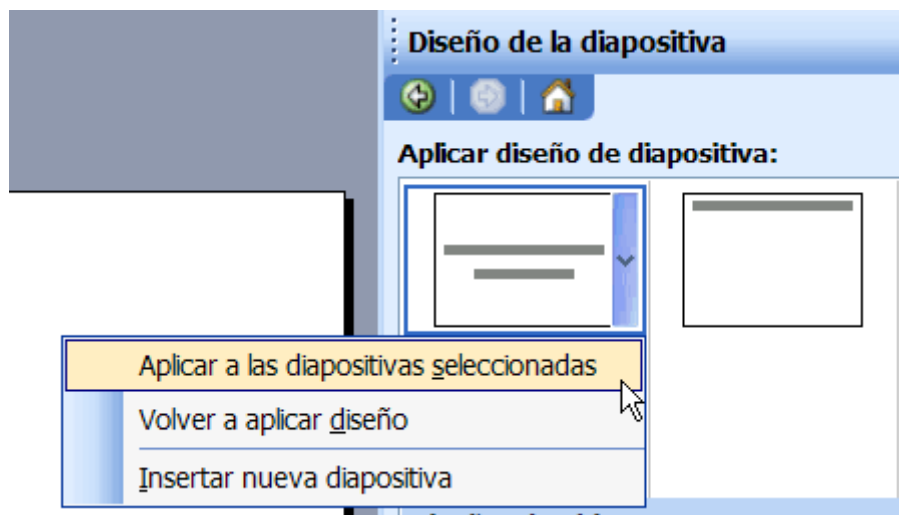 Diseño de la diapositiva
Aplicar diseño de diapositiva:
Aplicar a las diapositivas seleccionadas
Volver a aplicar diseño
Insertar nueva diapositiva